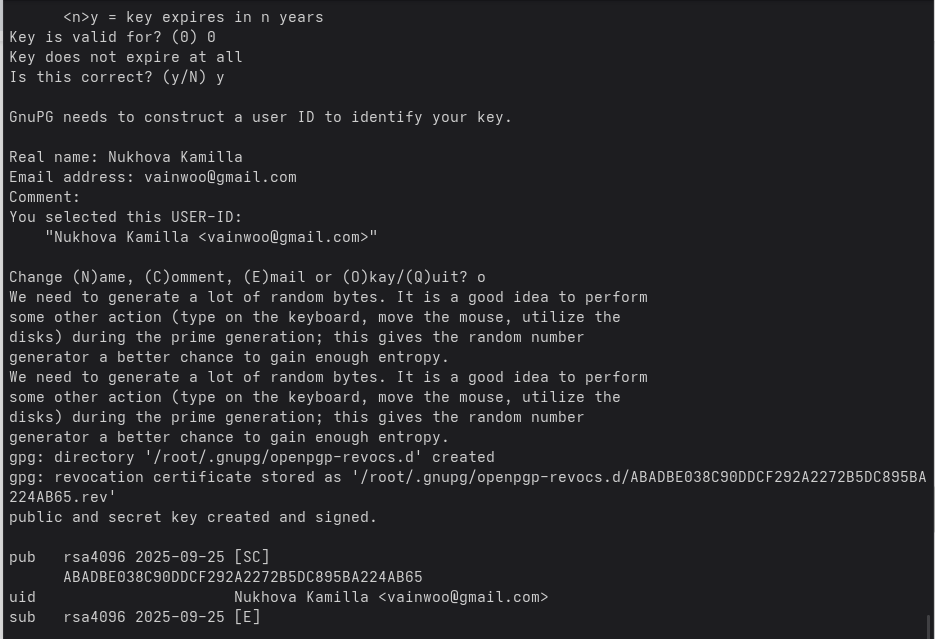 <n>y = key expires in n years
Key is valid for? (0) 0
Key does not expire at all
Is this correct? (y/N) y
GnuPG needs to construct a user ID to identify your key.
Real name: Nukhova Kamilla
Email address: vainwoo@gmail.com
Comment:
You selected this USER-ID:
"Nukhova Kamilla <vainwoo@gmail.com>"
Change (N)ame, (C)omment, (E)mail or (O)kay/(Q)uit? o
We need to generate a lot of random bytes. It is a good idea to perform
some other action (type on the keyboard, move the mouse, utilize the
disks) during the prime generation; this gives the random number
generator a better chance to gain enough entropy.
We need to generate a lot of random bytes. It is a good idea to perform
some other action (type on the keyboard, move the mouse, utilize the
disks) during the prime generation; this gives the random number
generator a better chance to gain enough entropy.
gpg: directory '/root/.gnupg/openpgp-revocs.d' created
gpg: revocation certificate stored as '/root/.gnupg/openpgp-revocs.d/ABADBE038C90DDCF292A2272B5DC895BA
224AB65.rev'
public and secret key created and signed.
pub   rsa4096 2025-09-25 [SC]
ABADBE038C90DDCF292A2272B5DC895BA224AB65
uid                      Nukhova Kamilla <vainwoo@gmail.com>
sub   rsa4096 2025-09-25 [E]